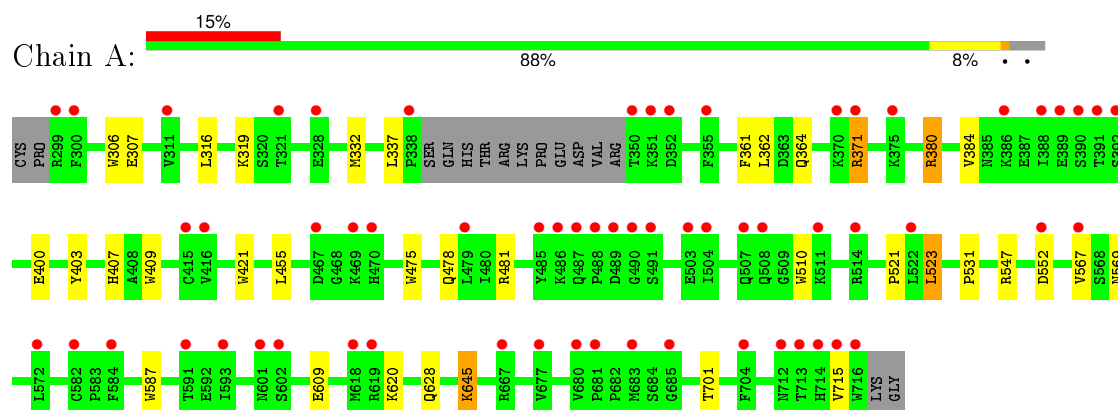 15%
Chain A:
88% 8% • •
CYS PRO R299 F300 W306 E307 V311 L316 K319 S320 T321 E328 M332 L337 P338 SER GLN HIS THR ARG LYS PRO GLU ASP VAL ARG T350 K351 D352 F355 F361 L362 D363 Q364 K370 R371 K375 R380 V384 N385 K386 E387 I388 E389 S390 T391
E400 Y403 H407 A408 W409 C415 V416 W421 L455 D467 G468 K469 H470 W475 Q478 L479 I480 R481 Y485 K486 Q487 P488 D489 G490 S491 E503 I504 Q507 Q508 G509 W510 K511 R514 P521 L522 L523 P531 R547 D552 V567 S568
L572 C582 P583 F584 W587 T591 E592 I593 N601 S602 E609 M618 R619 K620 Q628 K645 R667 V677 V680 P681 P682 M683 S684 G685 T701 F704 N712 T713 H714 V715 W716 LYS GLY